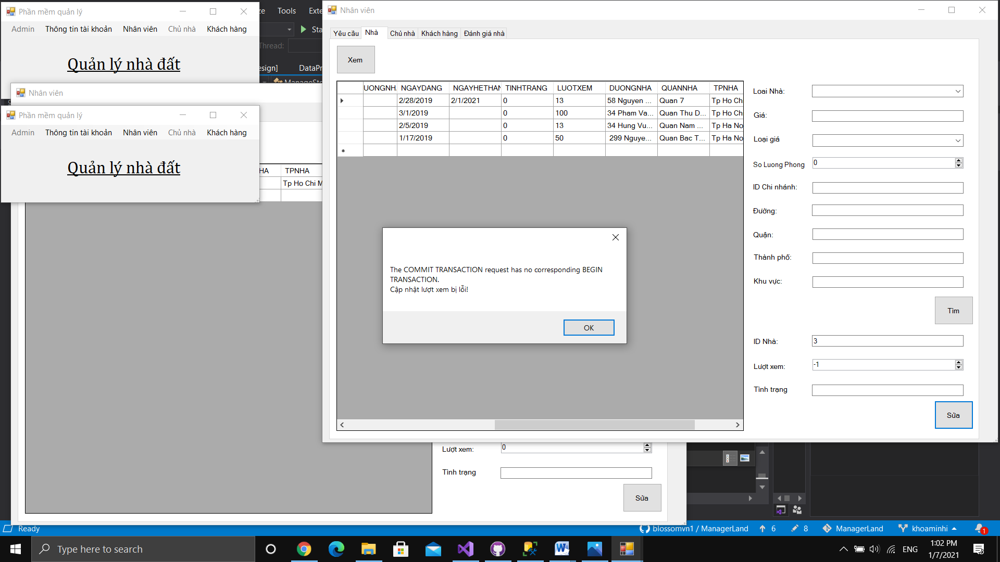 Phần mềm quản lý
Admin Thông tin tài khoản Nhân viên Chủ nhà Khách hàng
Quản lý nhà đất
Tools
Thread:
Nhân viên
Phần mềm quản lý
Admin Thông tin tài khoản Nhân viên Chủ nhà Khách hàng
Quản lý nhà đất
TPNHA
Tp Ho Chi M
Lượt xem: 0
Tình trạng
Sửa
Nhân viên
Yêu cầu Nhà Chủ nhà Khách hàng Đánh giá nhà
Xem
UONGNH. NGAYDANG NGAYHETHAN TINHTRANG LUOTXEM DUONGNHA QUANNHA TPNHA
2/28/2019 2/1/2021 0 13 58 Nguyen ... Quan 7 Tp Ho Ch
3/1/2019 0 100 34 Pham Va... Quan Thu D... Tp Ho Ch
2/5/2019 0 13 34 Hung Vu... Quan Nam ... Tp Ha No
1/17/2019 0 50 299 Nguye... Quan Bac T... Tp Ha No
The COMMIT TRANSACTION request has no corresponding BEGIN
TRANSACTION.
Cập nhật lượt xem bị lỗi!
OK
Loai Nhà:
Giá:
Loại giá
So Luong Phong 0
ID Chi nhánh:
Đường:
Quận:
Thành phố:
Khu vực:
Tìm
ID Nhà: 3
Lượt xem: -1
Tình trạng
Sửa
Ready blossomvn1 / ManagerLand 6 8 ManagerLand khoaminhi 1
Type here to search ENG 1:02 PM
1/7/2021